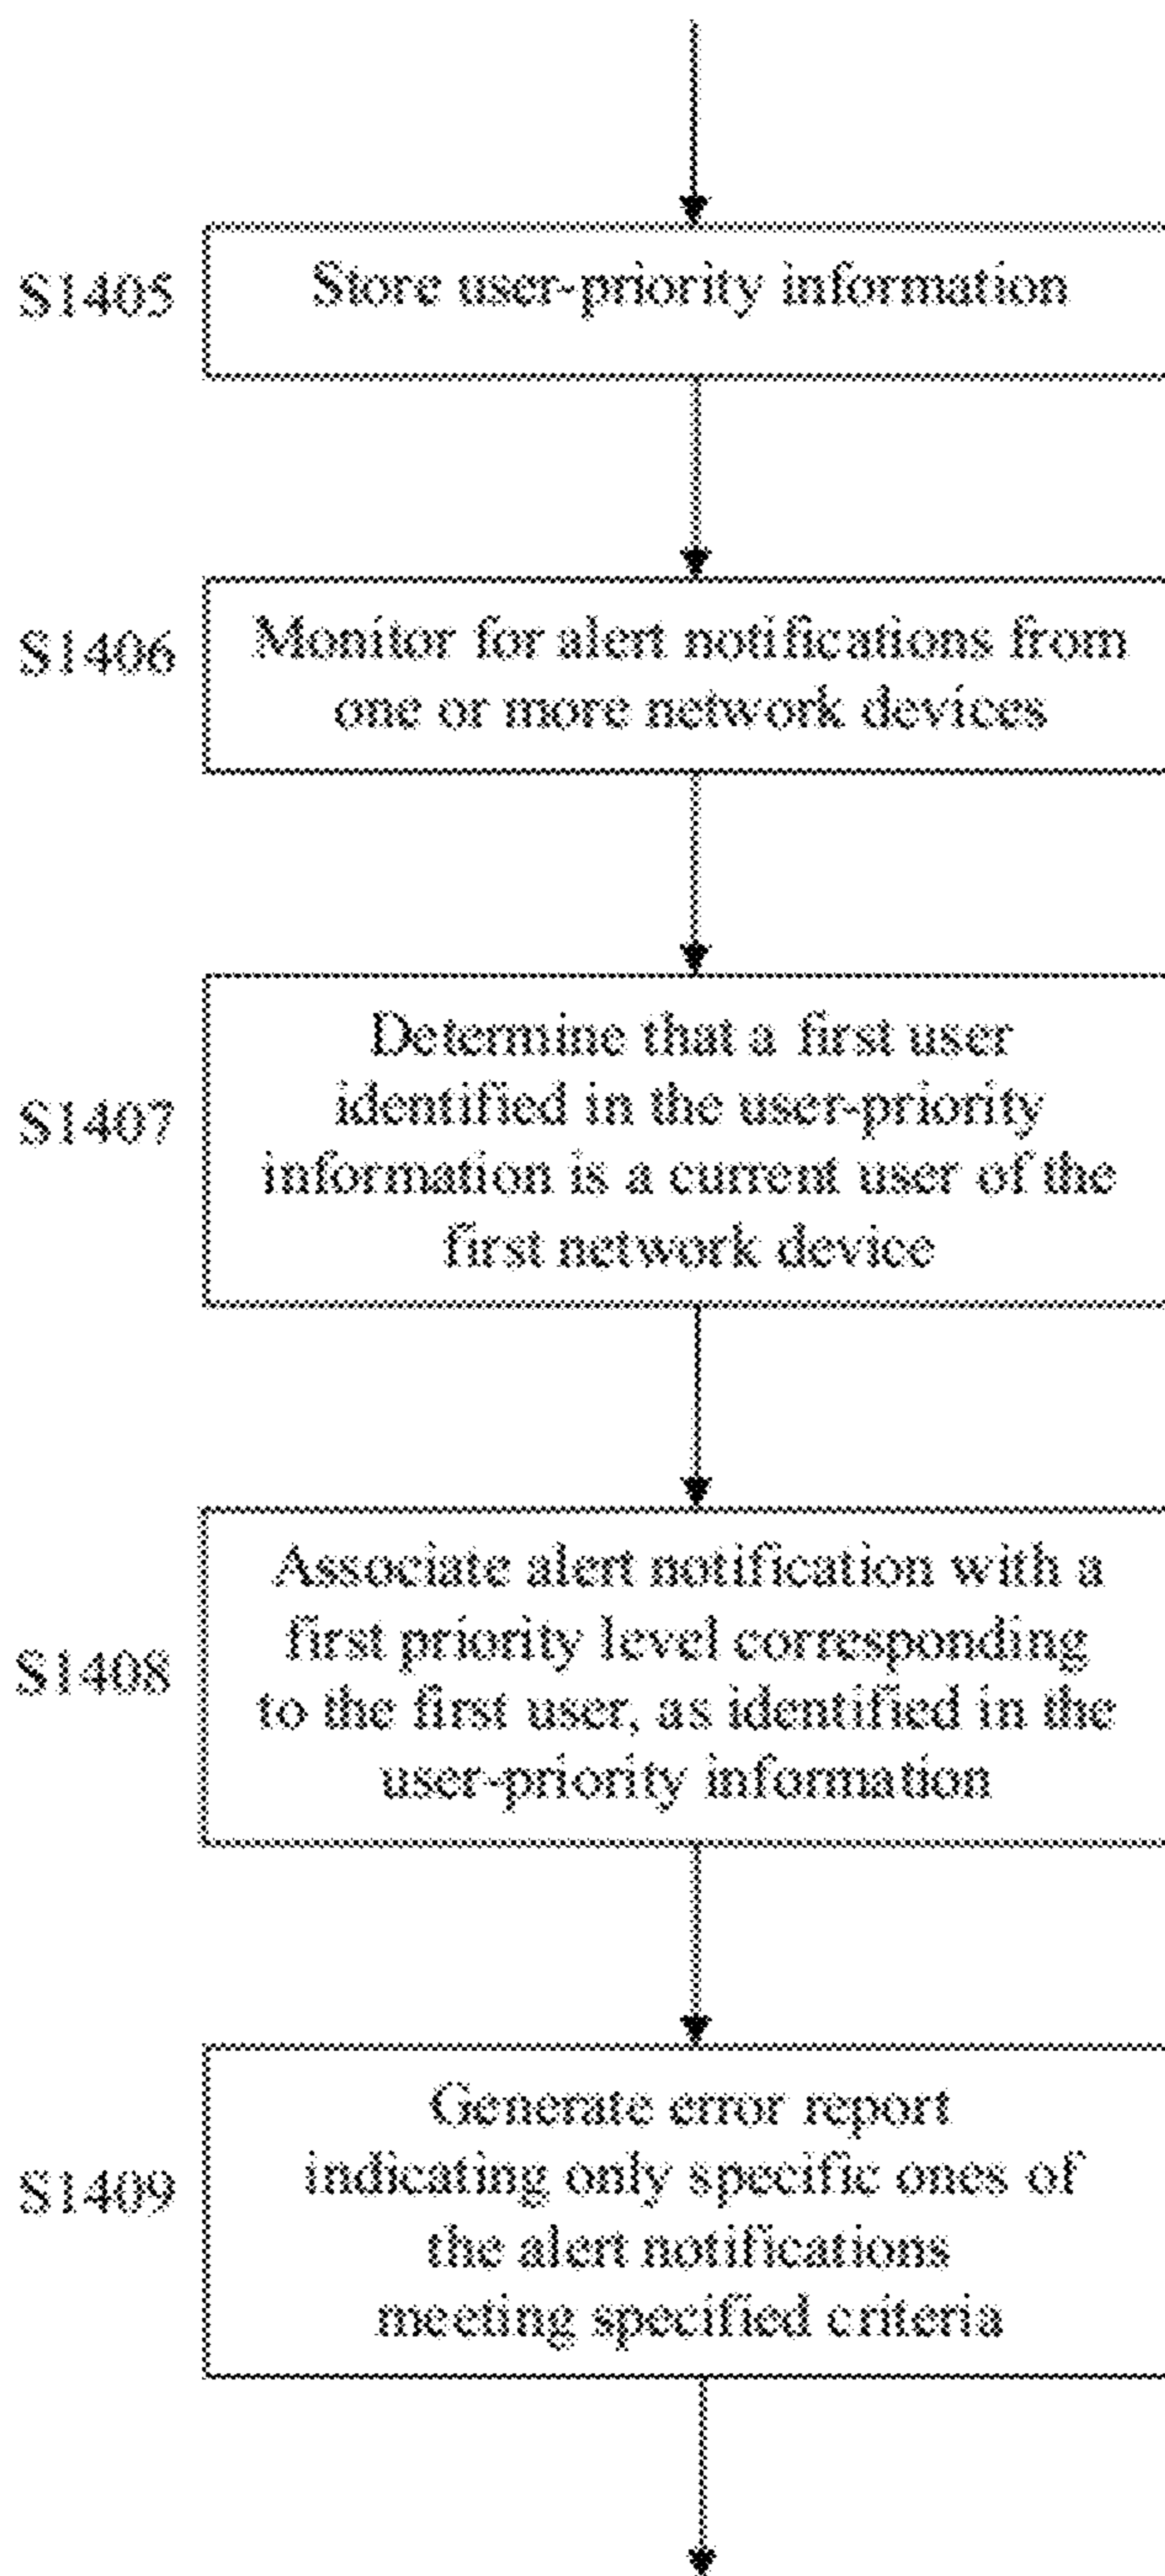 S1405
Store user-priority information
S1406
Monitor for alert notifications from
one or more network devices
S1407
Determine that a first user
identified in the user-priority
information is a current user of the
first network device
S1408
Associate alert notification with a
first priority level corresponding
to the first user, as identified in the
user-priority information
S1409
Generate error report
indicating only specific ones of
the alert notifications
meeting specified criteria